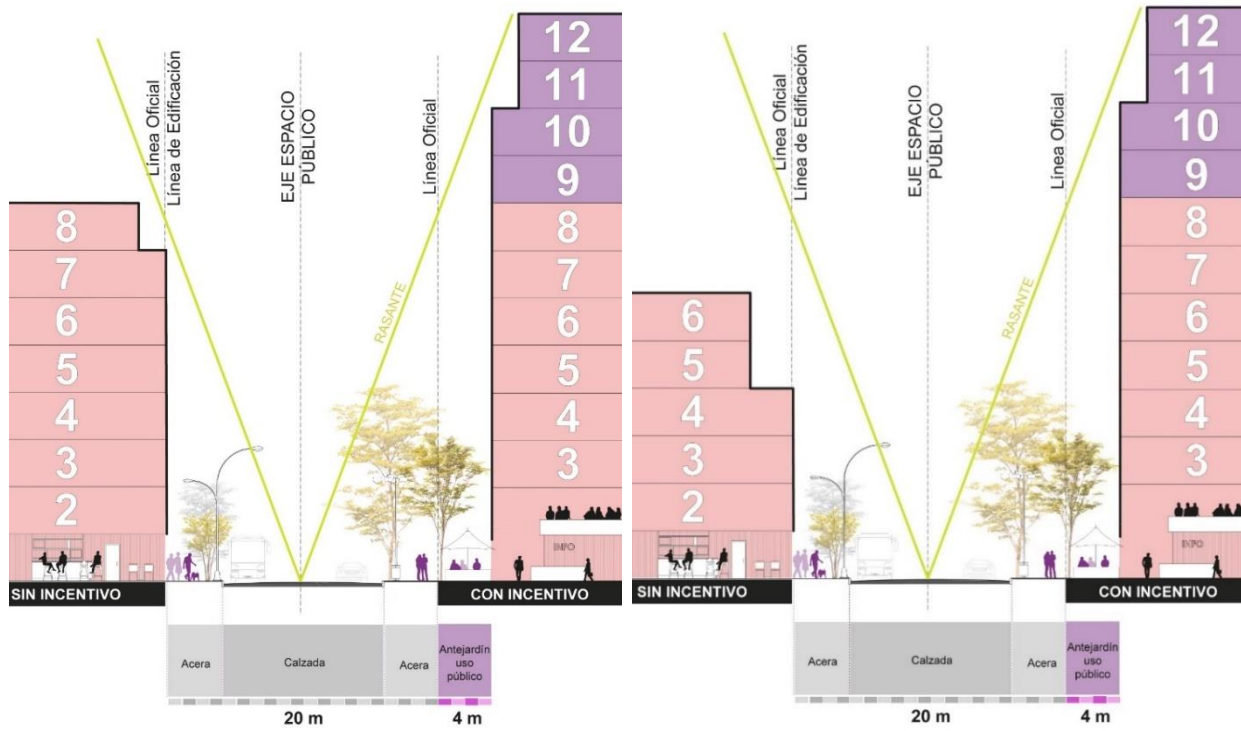 Línea Oficial
Línea de Edificación
EJE ESPACIO
PÚBLICO
Línea Oficial
RASANTE
8
7
6
5
4
3
2
12
11
10
9
8
7
6
5
4
3
INFO
SIN INCENTIVO
CON INCENTIVO
Acera
Calzada
Acera
Antejardín
uso
público
20 m
4 m
Línea Oficial
Línea de Edificación
EJE ESPACIO
PÚBLICO
Línea Oficial
RASANTE
6
5
4
3
2
12
11
10
9
8
7
6
5
4
3
INFO
SIN INCENTIVO
CON INCENTIVO
Acera
Calzada
Acera
Antejardín
uso
público
20 m
4 m